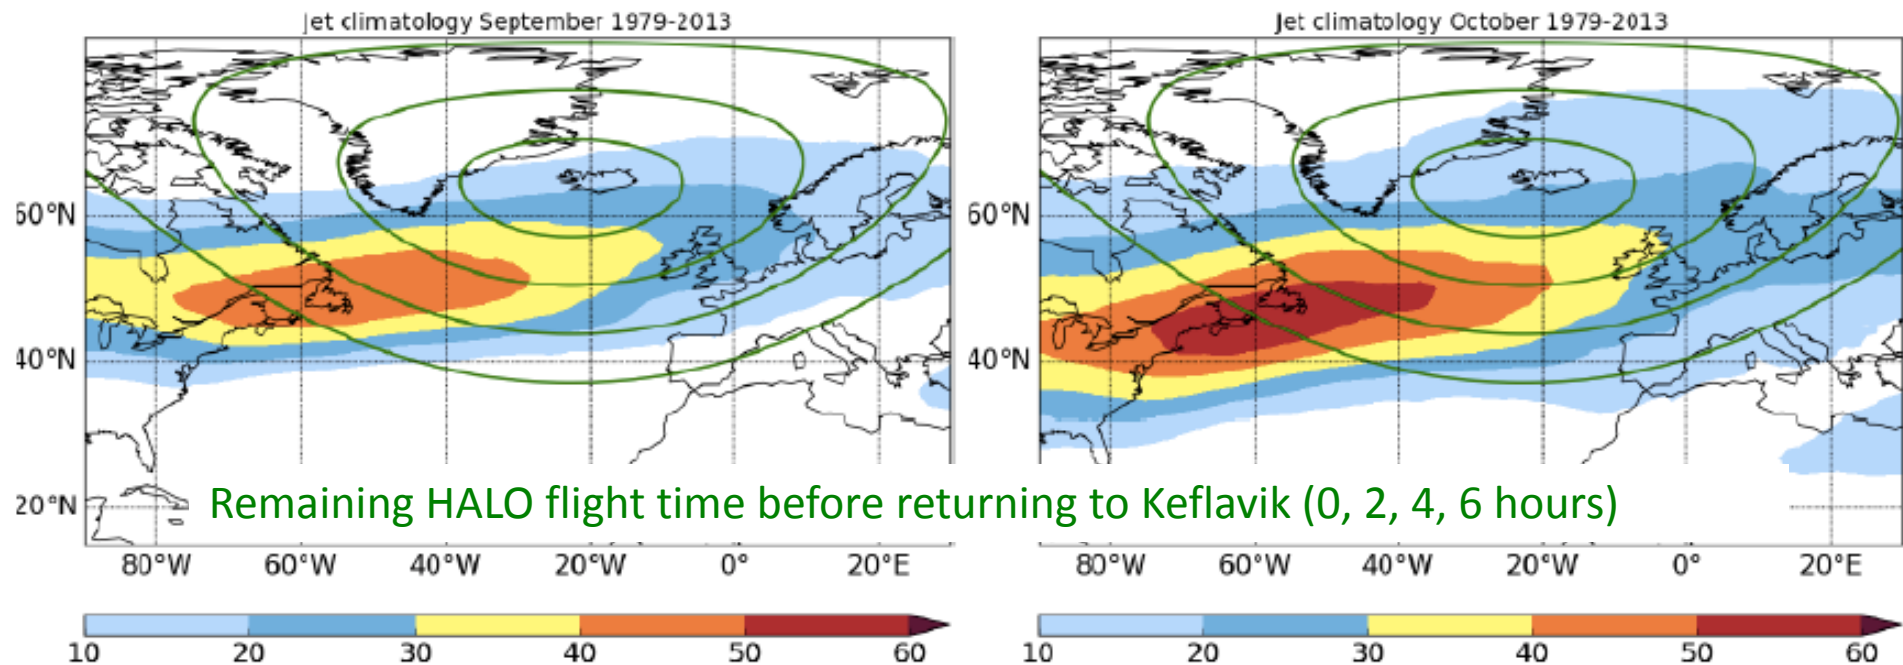 Jet climatology September 1979-2013
Jet climatology October 1979-2013
60°N
40°N
20°N
60°N
40°N
Remaining HALO flight time before returning to Keflavik (0, 2, 4, 6 hours)
80°W 60°W 40°W 20°W 0° 20°E
80°W 60°W 40°W 20°W 0° 20°E
10 20 30 40 50 60
10 20 30 40 50 60